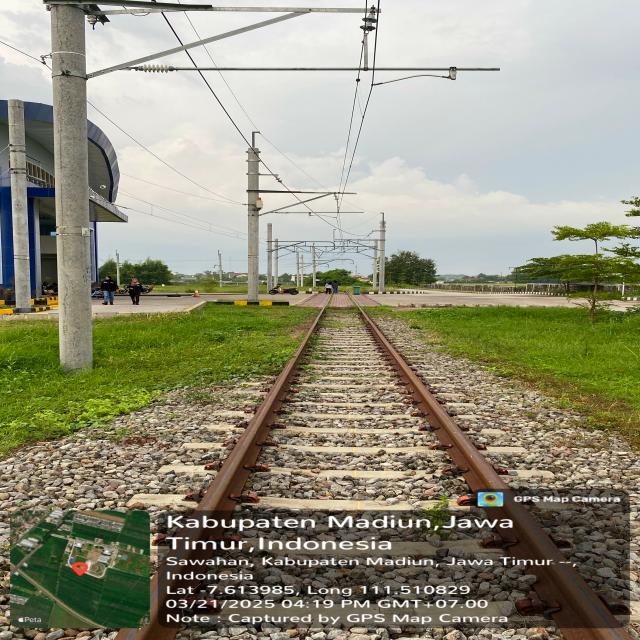 GPS Map Camera
Kabupaten Madiun,Jawa
Timur,Indonesia
Sawahan, Kabupaten Madiun, Jawa Timur --,
Indonesia
Lat -7.613985, Long 111.510829
03/21/2025 04:19 PM GMT+07.00
Note : Captured by GPS Map Camera
Peta